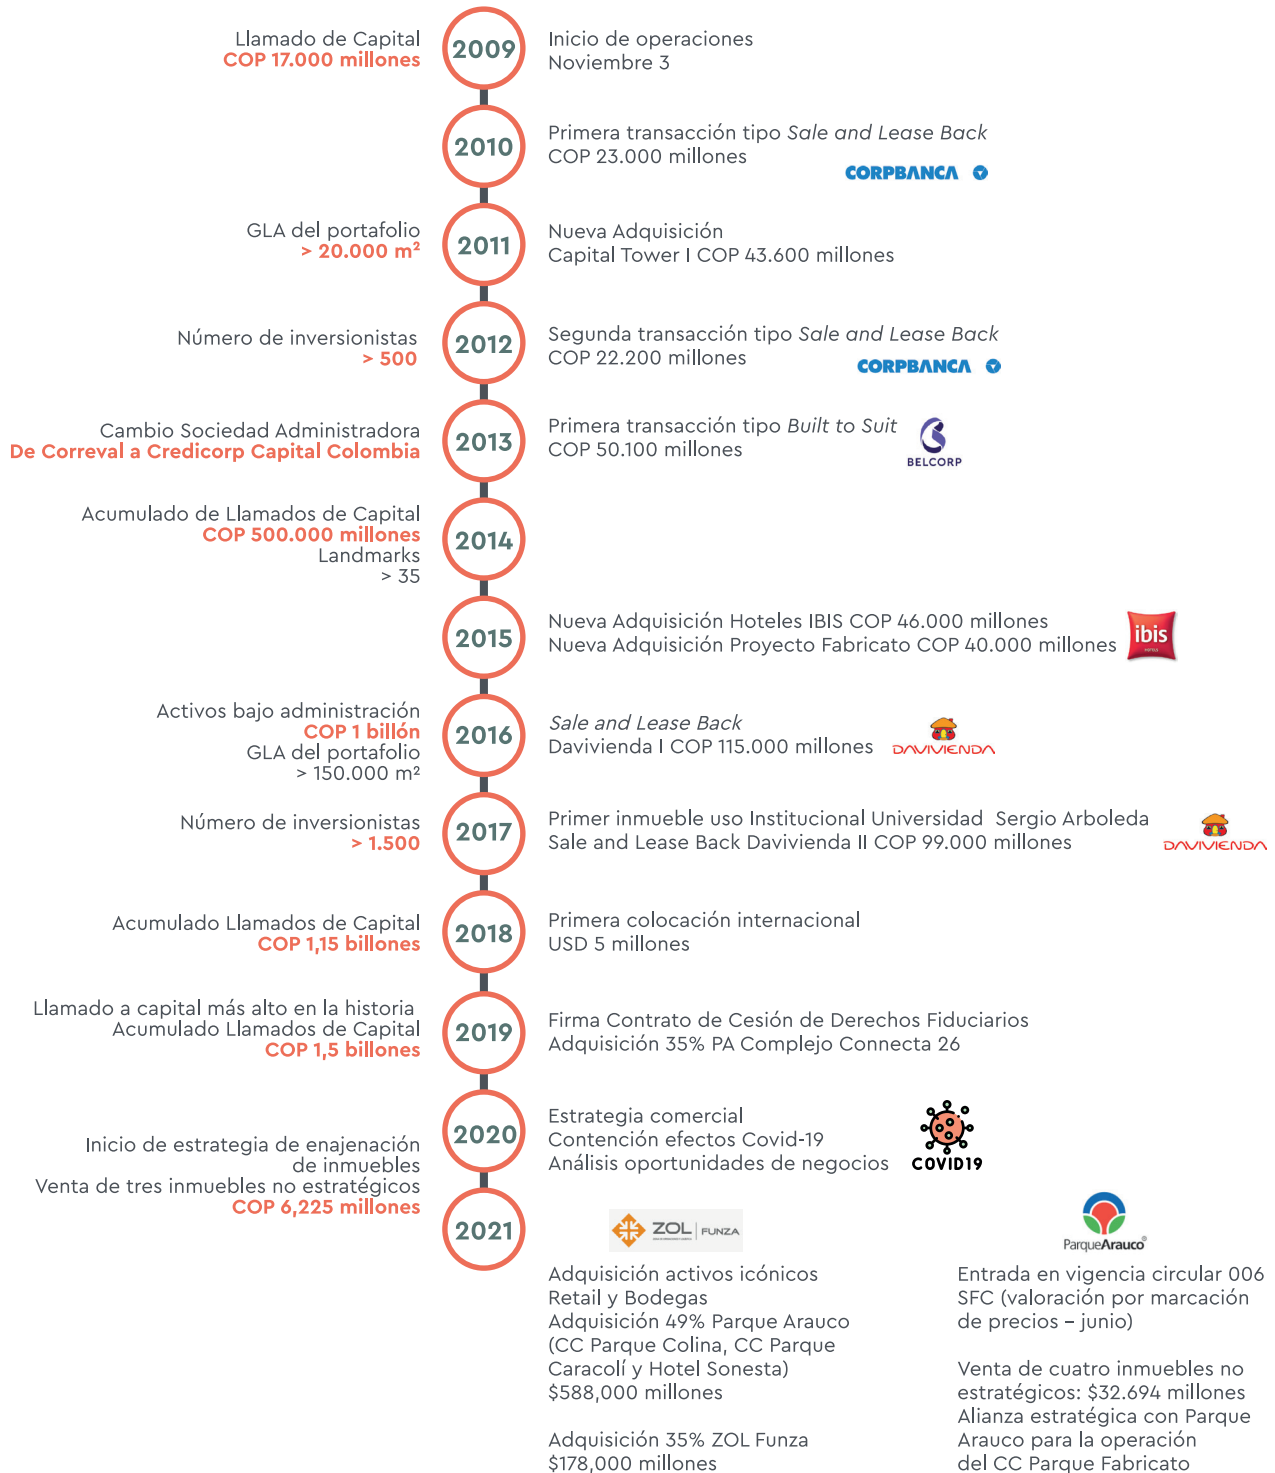 Llamado de Capital
COP 17.000 millones
2009
Inicio de operaciones
Noviembre 3
2010
Primera transacción tipo Sale and Lease Back
COP 23.000 millones
CORPBANCA
GLA del portafolio
> 20.000 m²
2011
Nueva Adquisición
Capital Tower I COP 43.600 millones
Número de inversionistas
> 500
2012
Segunda transacción tipo Sale and Lease Back
COP 22.200 millones
CORPBANCA
Cambio Sociedad Administradora
De Correval a Credicorp Capital Colombia
2013
Primera transacción tipo Built to Suit
COP 50.100 millones
BELCORP
Acumulado de Llamados de Capital
COP 500.000 millones
Landmarks
> 35
2014
2015
Nueva Adquisición Hoteles IBIS COP 46.000 millones
Nueva Adquisición Proyecto Fabricato COP 40.000 millones
ibis
HOTELS
Activos bajo administración
COP 1 billón
GLA del portafolio
> 150.000 m²
2016
Sale and Lease Back
Davivienda I COP 115.000 millones
DAVIVIENDA
Número de inversionistas
> 1.500
2017
Primer inmueble uso Institucional Universidad Sergio Arboleda
Sale and Lease Back Davivienda II COP 99.000 millones
DAVIVIENDA
Acumulado Llamados de Capital
COP 1,15 billones
2018
Primera colocación internacional
USD 5 millones
Llamado a capital más alto en la historia
Acumulado Llamados de Capital
COP 1,5 billones
2019
Firma Contrato de Cesión de Derechos Fiduciarios
Adquisición 35% PA Complejo Connecta 26
2020
Estrategia comercial
Contención efectos Covid-19
Análisis oportunidades de negocios
COVID19
Inicio de estrategia de enajenación
de inmuebles
Venta de tres inmuebles no estratégicos
COP 6,225 millones
2021
ZOL FUNZA
Adquisición activos icónicos
Retail y Bodegas
Adquisición 49% Parque Arauco
(CC Parque Colina, CC Parque
Caracolí y Hotel Sonesta)
$588,000 millones
Adquisición 35% ZOL Funza
$178,000 millones
ParqueArauco®
Entrada en vigencia circular 006
SFC (valoración por marcación
de precios – junio)
Venta de cuatro inmuebles no
estratégicos: $32.694 millones
Alianza estratégica con Parque
Arauco para la operación
del CC Parque Fabricato